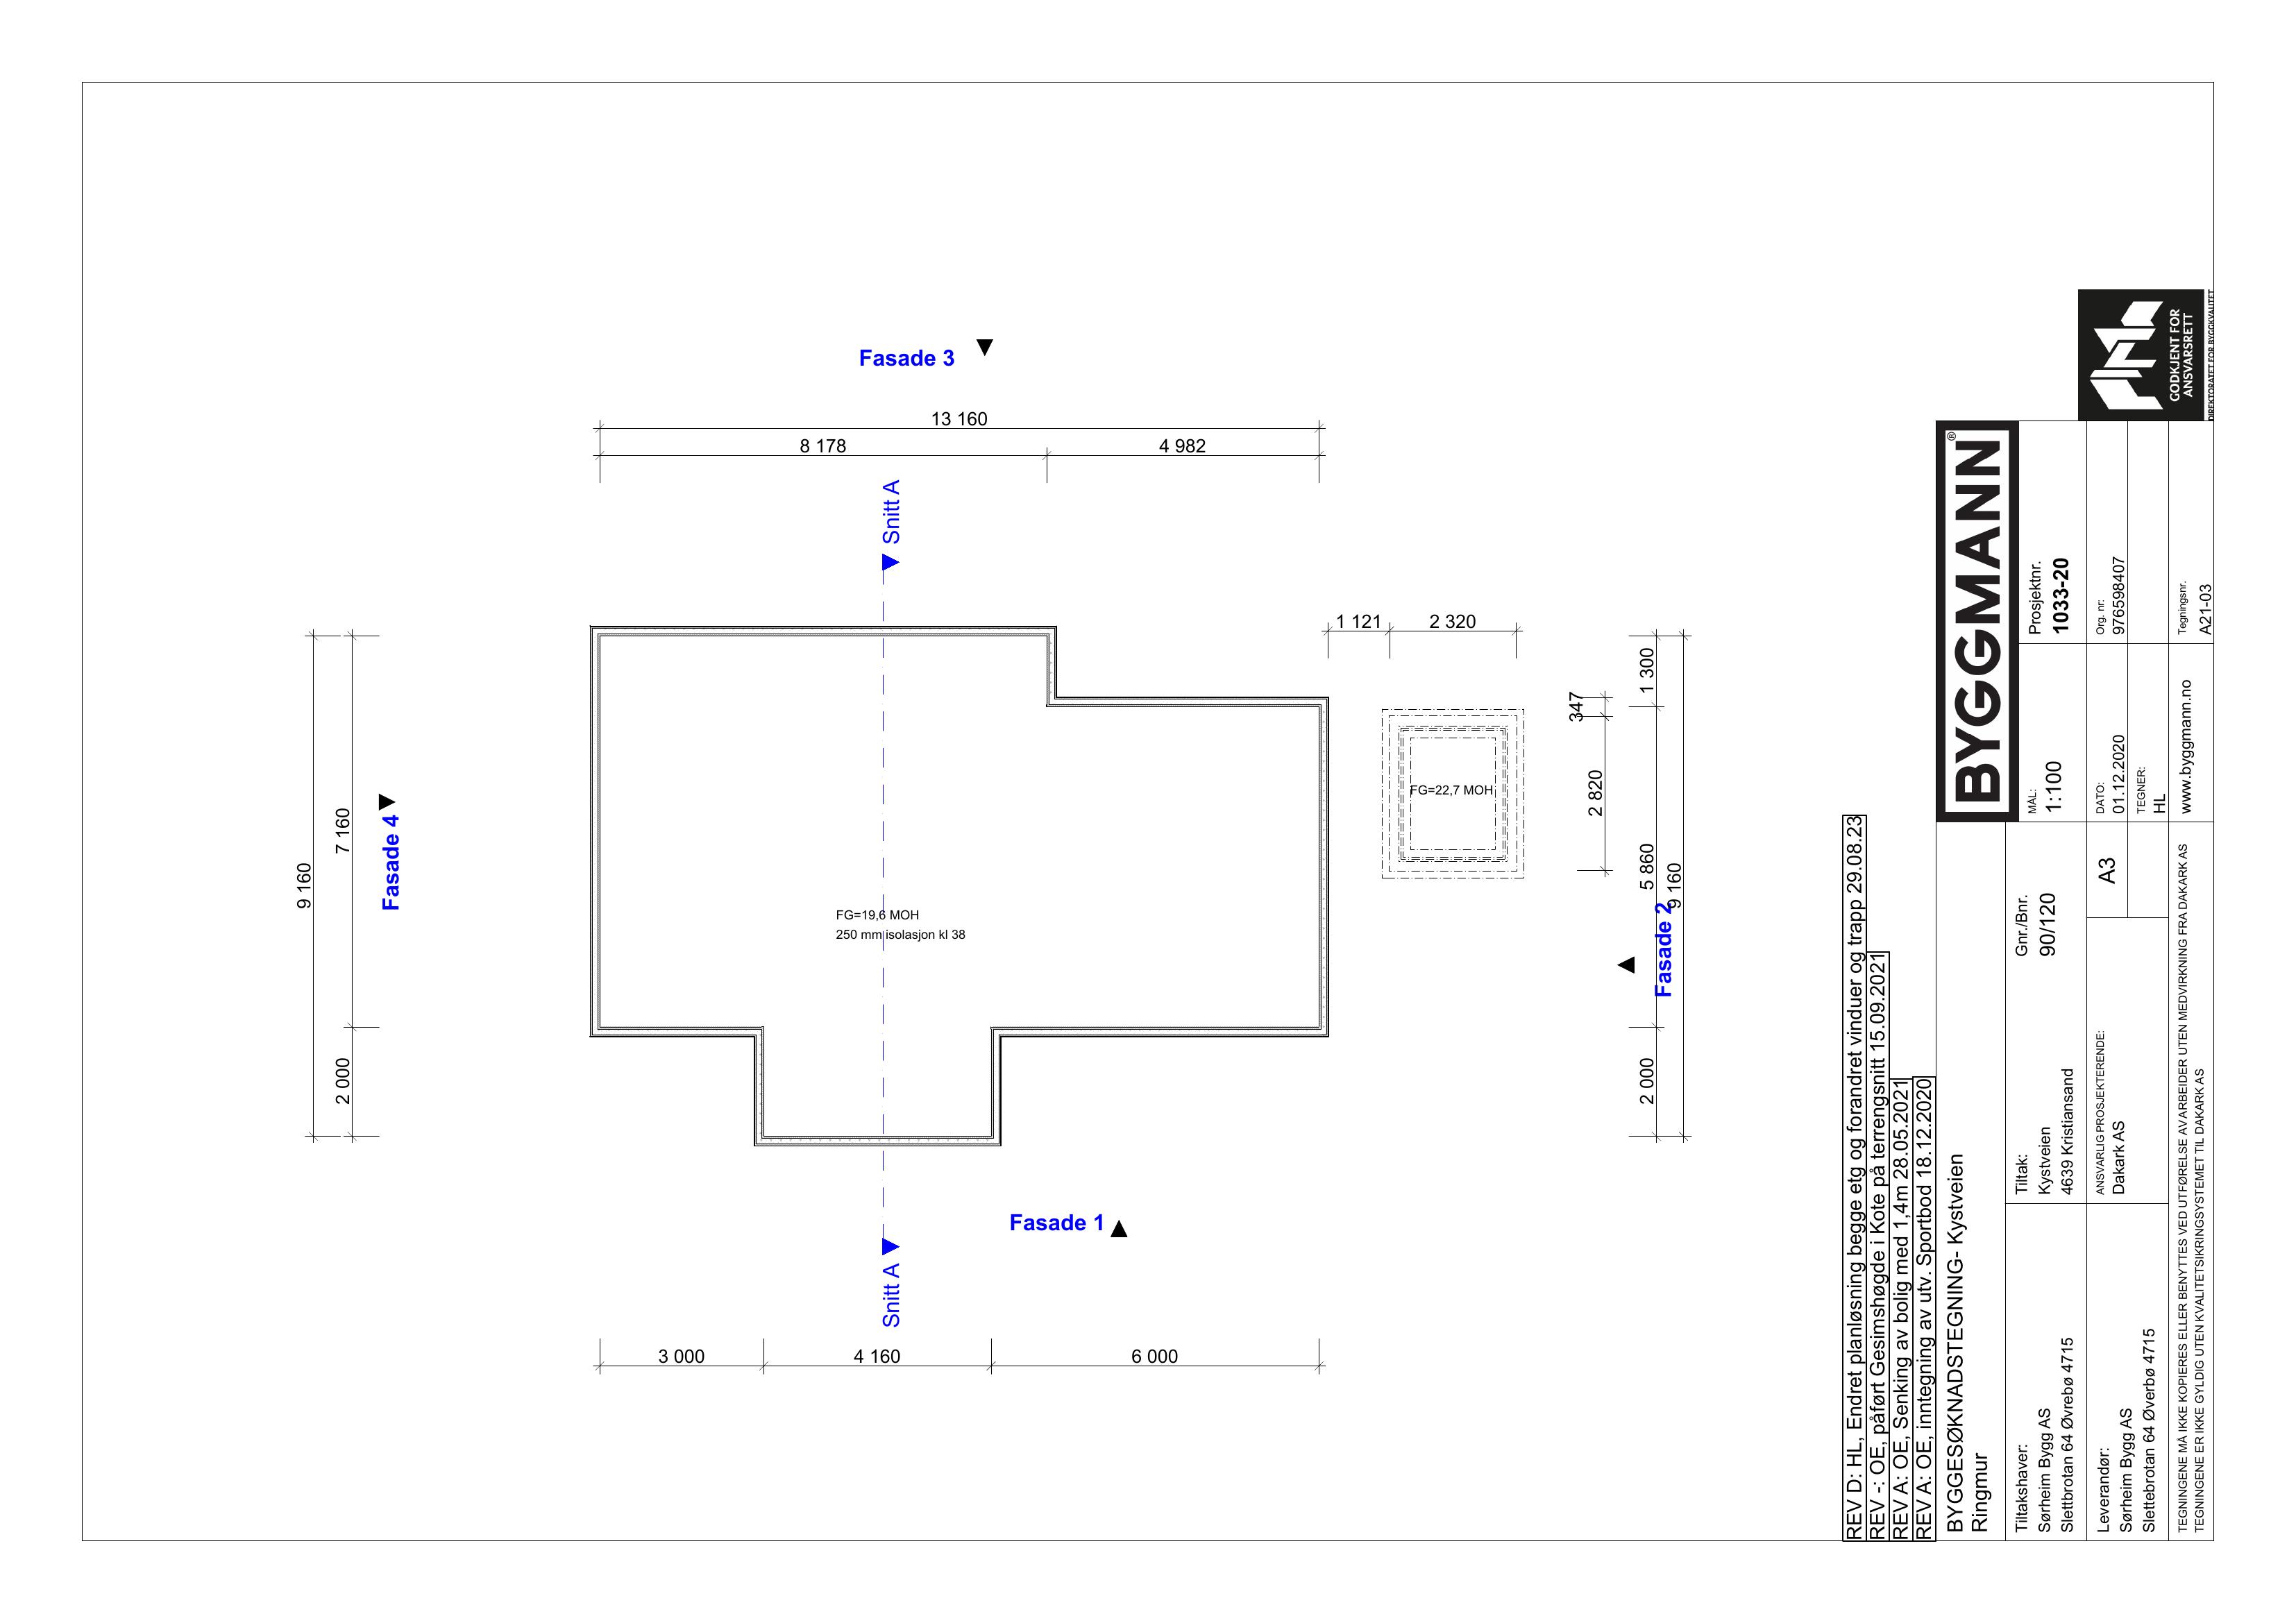 Fasade 3
13 160
8 178
4 982
Snitt A
1 121
2 320
1 300
347
2 820
5 860
9 160
2 000
Fasade 2
FG=22,7 MOH
9 160
7 160
2 000
Fasade 4
FG=19,6 MOH
250 mm isolasjon kl 38
Fasade 1
Snitt A
3 000
4 160
6 000
REV D: HL, Endret planløsning begge etg og forandret vinduer og trapp 29.08.23
REV -: OE, påført Gesimshøgde i Kote på terrengsnitt 15.09.2021
REV A: OE, Senking av bolig med 1,4m 28.05.2021
REV A: OE, inntegning av utv. Sportbod 18.12.2020
BYGGESØKNADSTEGNING- Kystveien
Ringmur
BYGGMANN®
Tiltakshaver:
Sørheim Bygg AS
Slettbrotan 64 Øvrebø 4715
Tiltak:
Kystveien
4639 Kristiansand
Gnr./Bnr.
90/120
MÅL:
1:100
Prosjektnr.
1033-20
Leverandør:
Sørheim Bygg AS
Slettebrotan 64 Øverbø 4715
ANSVARLIG PROSJEKTERENDE:
Dakark AS
A3
DATO:
01.12.2020
TEGNER:
HL
Org. nr:
976598407
TEGNINGENE MÅ IKKE KOPIERES ELLER BENYTTES VED UTFØRELSE AV ARBEIDER UTEN MEDVIRKNING FRA DAKARK AS
TEGNINGENE ER IKKE GYLDIG UTEN KVALITETSIKRINGSYSTEMET TIL DAKARK AS
www.byggmann.no
Tegningsnr.
A21-03
GODKJENT FOR
ANSVARSRETT
DIREKTORATET FOR BYGGKVALITET